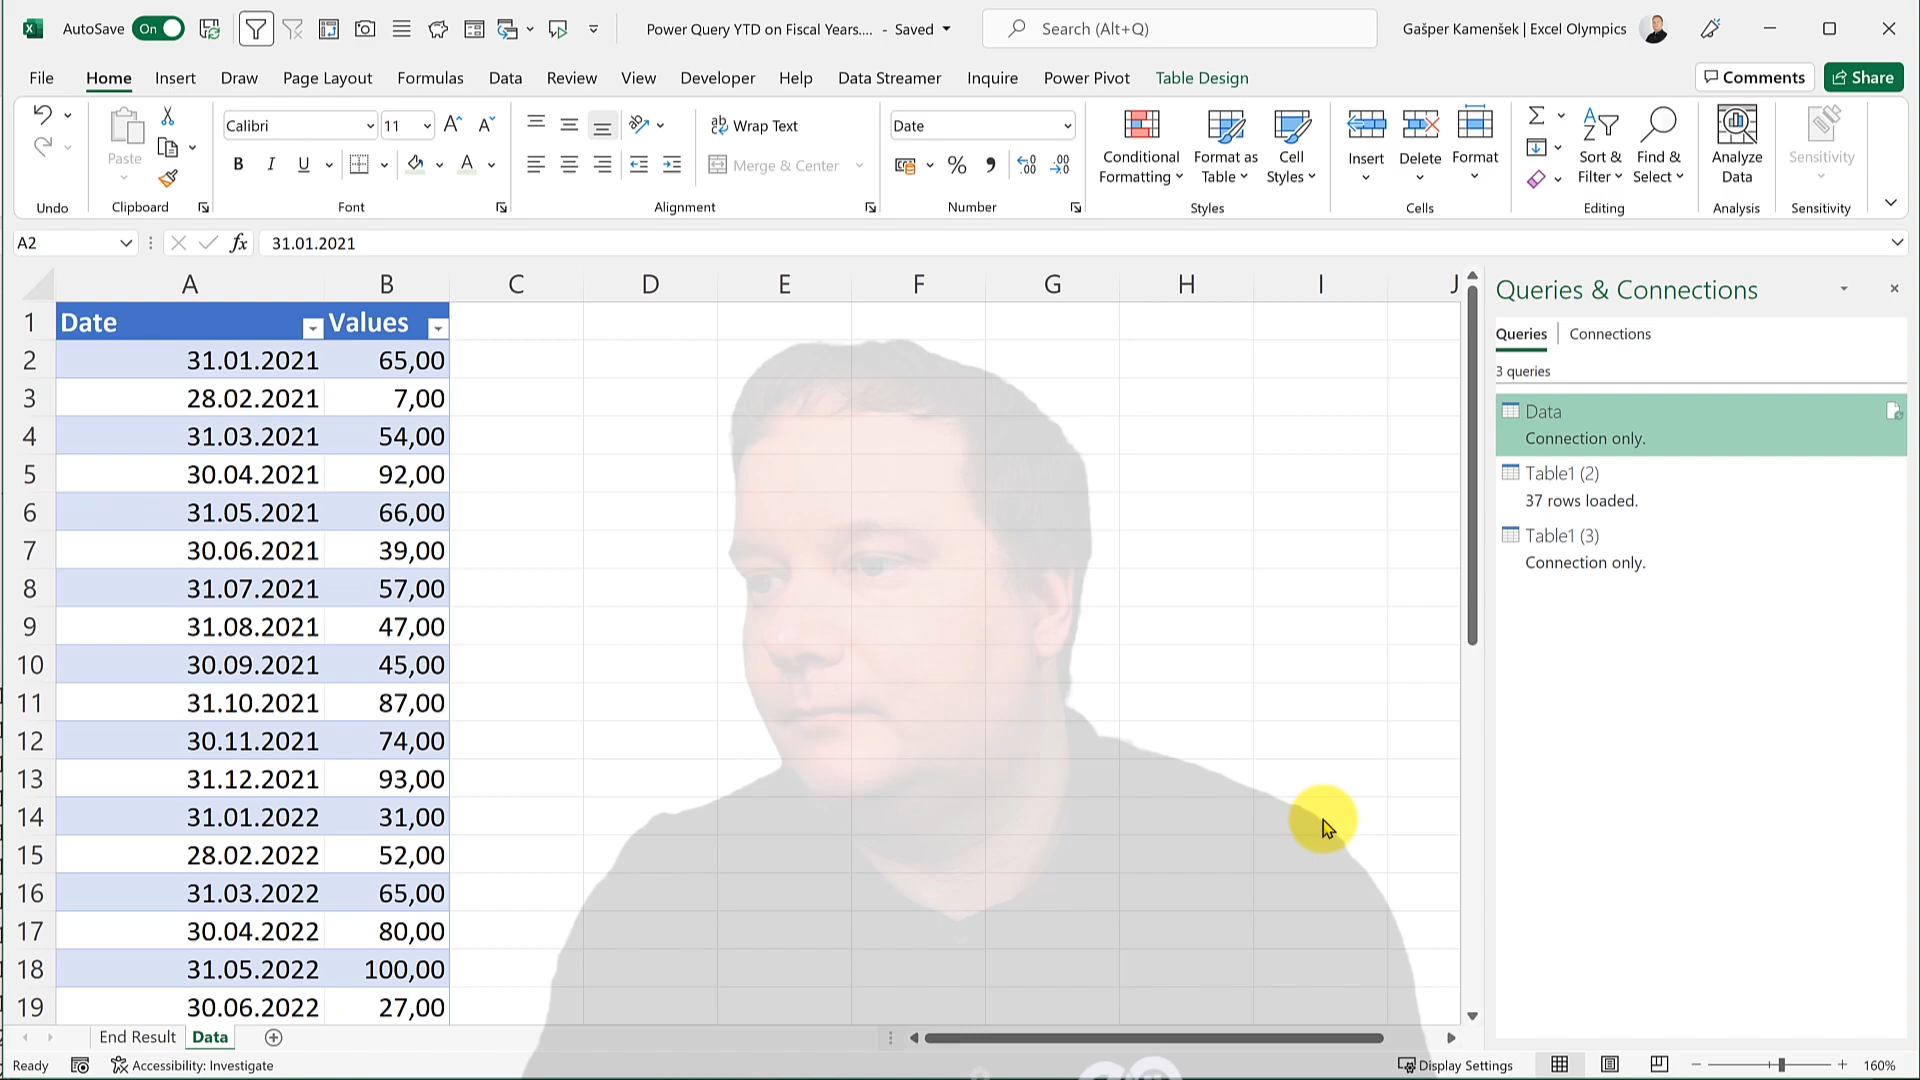 AutoSave On Power Query YTD on Fiscal Years.... - Saved Search (Alt+Q) Gašper Kamenšek | Excel Olympics
File Home Insert Draw Page Layout Formulas Data Review View Developer Help Data Streamer Inquire Power Pivot Table Design Comments Share
Calibri 11 Wrap Text Date
Paste B I U Merge & Center
Conditional Formatting
Format as Table
Cell Styles
Insert Delete Format
Sort & Filter
Find & Select
Analyze Data
Sensitivity
Undo Clipboard Font Alignment Number Styles Cells Editing Analysis Sensitivity
A2 fx 31.01.2021
A B C D E F G H I J
1 Date Values
2 31.01.2021 65,00
3 28.02.2021 7,00
4 31.03.2021 54,00
5 30.04.2021 92,00
6 31.05.2021 66,00
7 30.06.2021 39,00
8 31.07.2021 57,00
9 31.08.2021 47,00
10 30.09.2021 45,00
11 31.10.2021 87,00
12 30.11.2021 74,00
13 31.12.2021 93,00
14 31.01.2022 31,00
15 28.02.2022 52,00
16 31.03.2022 65,00
17 30.04.2022 80,00
18 31.05.2022 100,00
19 30.06.2022 27,00
Queries & Connections
Queries | Connections
3 queries
Data
Connection only.
Table1 (2)
37 rows loaded.
Table1 (3)
Connection only.
End Result Data
Ready Accessibility: Investigate Display Settings 160%